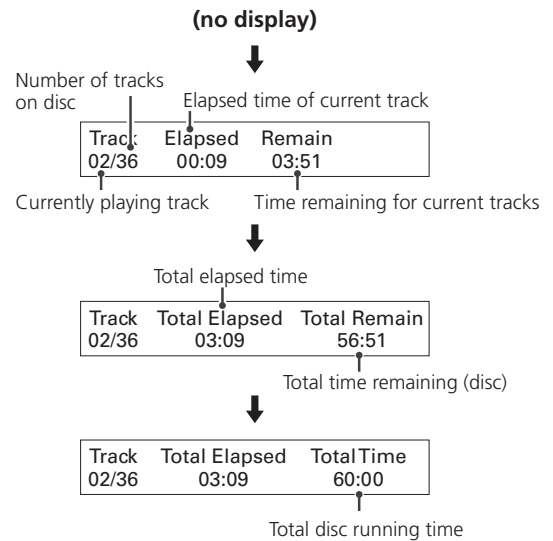 (no display)
Number of tracks
on disc
Elapsed time of current track
Track Elapsed Remain
02/36 00:09 03:51
Currently playing track Time remaining for current tracks
Total elapsed time
Track Total Elapsed Total Remain
02/36 03:09 56:51
Total time remaining (disc)
Track Total Elapsed Total Time
02/36 03:09 60:00
Total disc running time